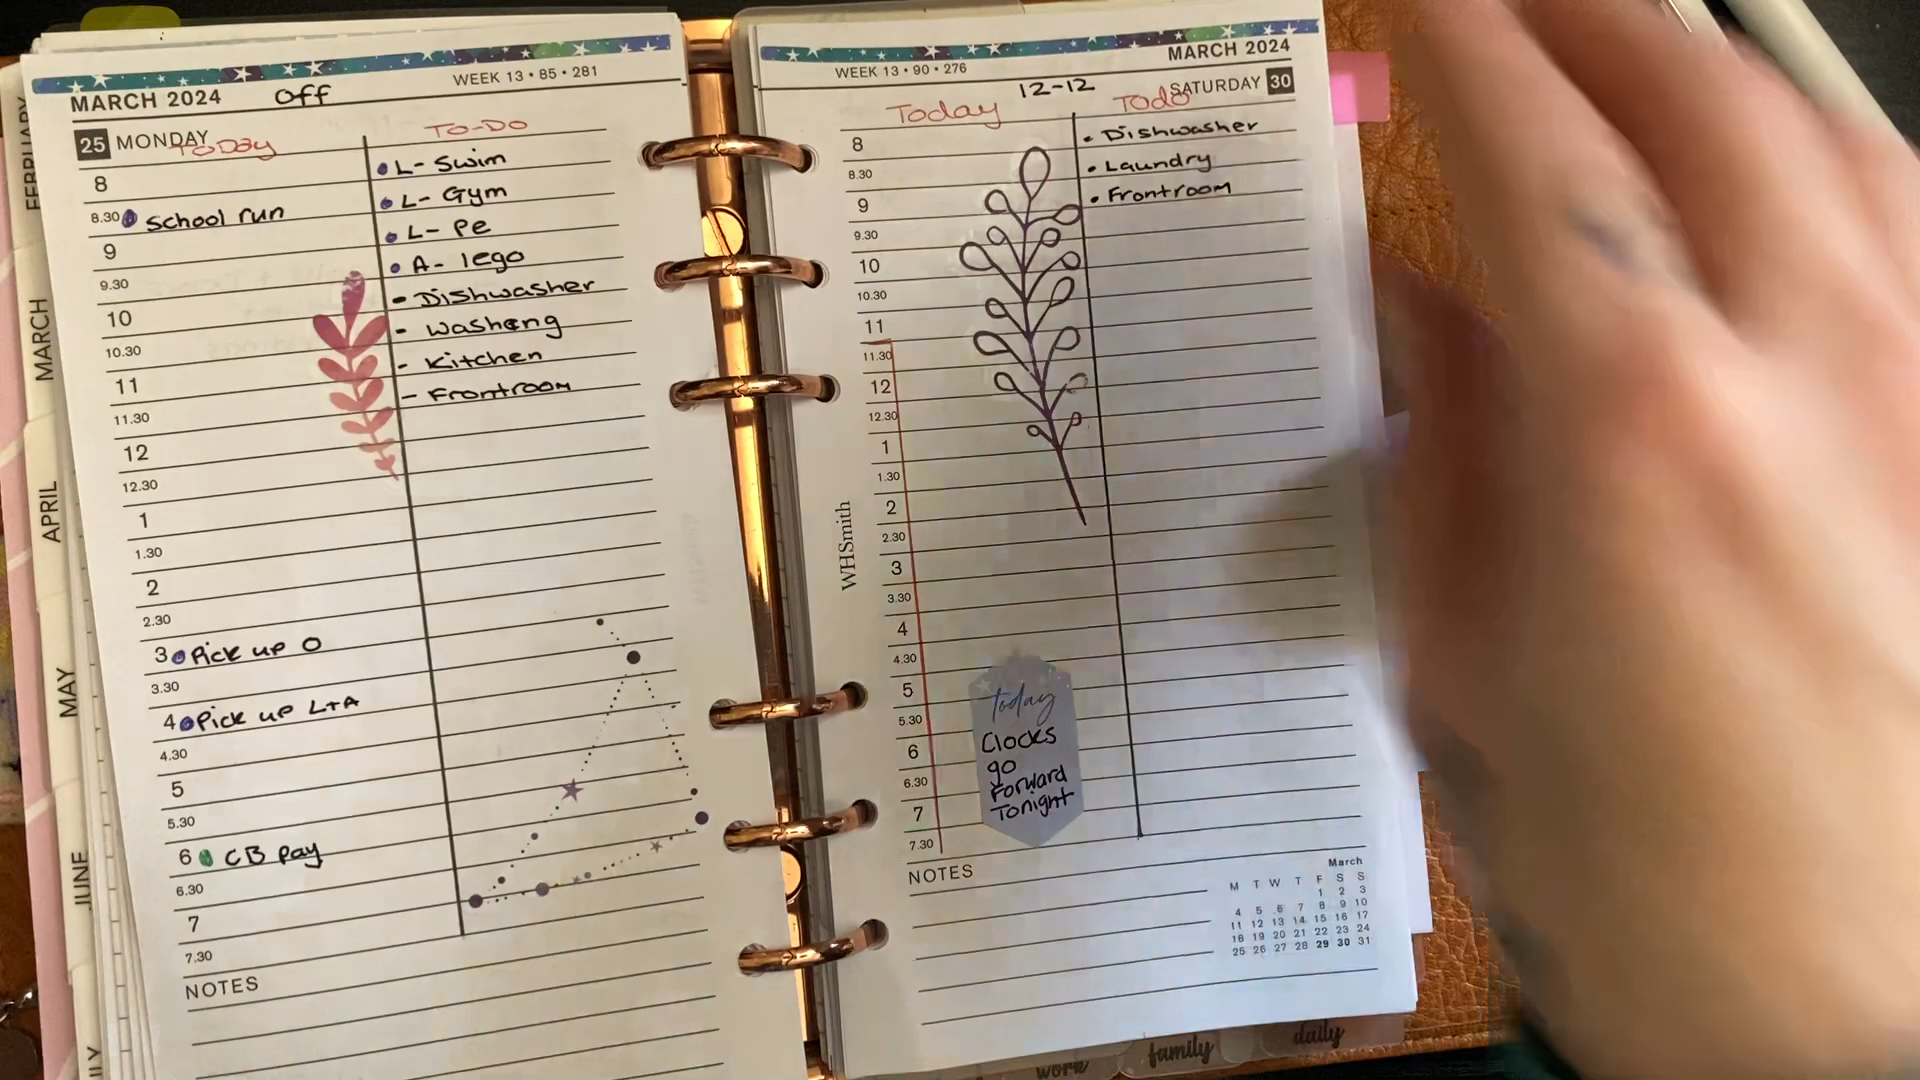 FEBRUARY
MARCH
APRIL
MAY
JUNE
WEEK 13 • 85 • 281
MARCH 2024 Off
25 MONDAY
TODay
TO-DO
8
8.30 School run
9
9.30
10
10.30
11
11.30
12
12.30
1
1.30
2
2.30
3 Pick up O
3.30
4 Pick up L+A
4.30
5
5.30
6 CB pay
6.30
7
7.30
NOTES
L- Swim
L- Gym
L- Pe
A- lego
- Dishwasher
- washing
- Kitchen
- Frontroom
WEEK 13 • 90 • 276
MARCH 2024
12-12
SATURDAY 30
Today
TODO
8
8.30
9
9.30
10
10.30
11
11.30
12
12.30
1
1.30
2
2.30
3
3.30
4
4.30
5
5.30
6
6.30
7
7.30
• Dishwasher
• Laundry
• Frontroom
WHSmith
today
Clocks
go
Forward
Tonight
NOTES
March
M T W T F S S
1 2 3
4 5 6 7 8 9 10
11 12 13 14 15 16 17
18 19 20 21 22 23 24
25 26 27 28 29 30 31
work
family
daily